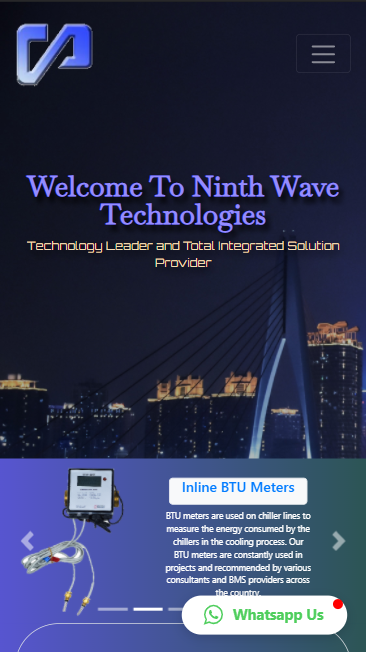 Welcome To Ninth Wave
Technologies
Technology Leader and Total Integrated Solution
Provider
Inline BTU Meters
BTU meters are used on chiller lines to
measure the energy consumed by the
chillers in the cooling process. Our
BTU meters are constantly used in
projects and recommended by various
consultants and BMS providers across
the country.
Whatsapp Us